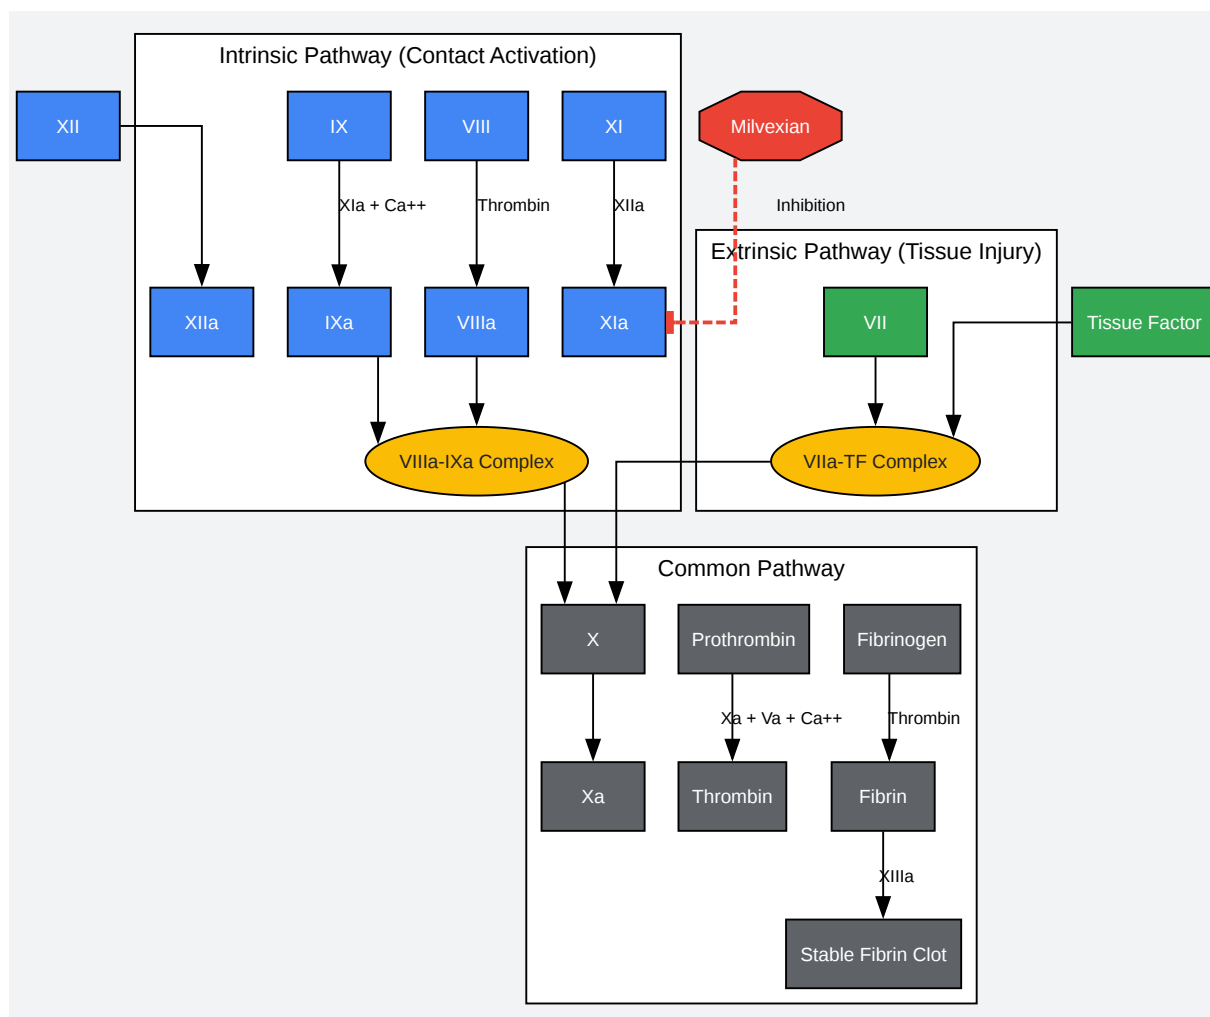 Intrinsic Pathway (Contact Activation)
XII
IX
VIII
XI
Milvexian
XIa + Ca++
Thrombin
XIIa
Inhibition
Extrinsic Pathway (Tissue Injury)
XIIa
IXa
VIIIa
XIa
VII
Tissue Factor
VIIIa-IXa Complex
VIIa-TF Complex
Common Pathway
X
Prothrombin
Fibrinogen
Xa + Va + Ca++
Thrombin
Xa
Thrombin
Fibrin
XIIIa
Stable Fibrin Clot